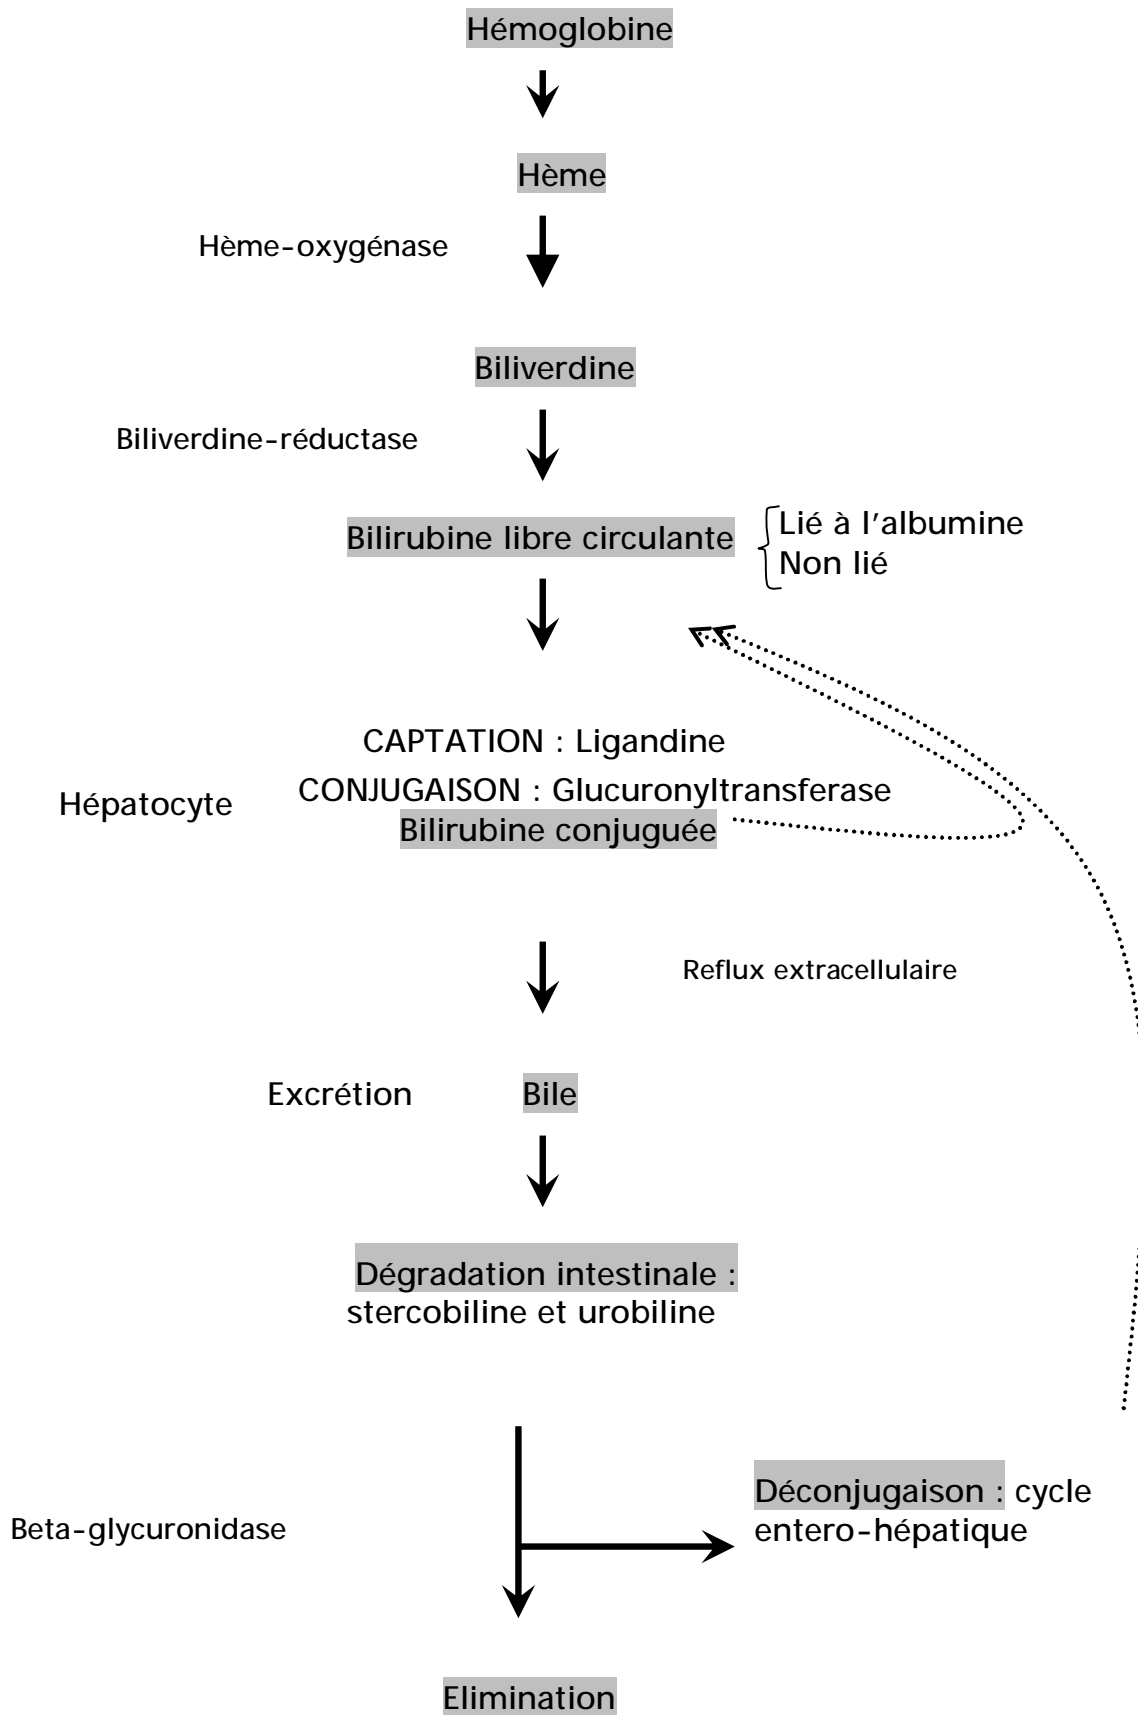 Hémoglobine
Hème
Hème-oxygénase
Biliverdine
Biliverdine-réductase
Bilirubine libre circulante
Lié à l'albumine
Non lié
CAPTATION : Ligandine
Hépatocyte
CONJUGAISON : Glucuronyltransferase
Bilirubine conjuguée
Reflux extracellulaire
Excrétion
Bile
Dégradation intestinale :
stercobiline et urobiline
Beta-glycuronidase
Déconjugaison : cycle
entero-hépatique
Elimination